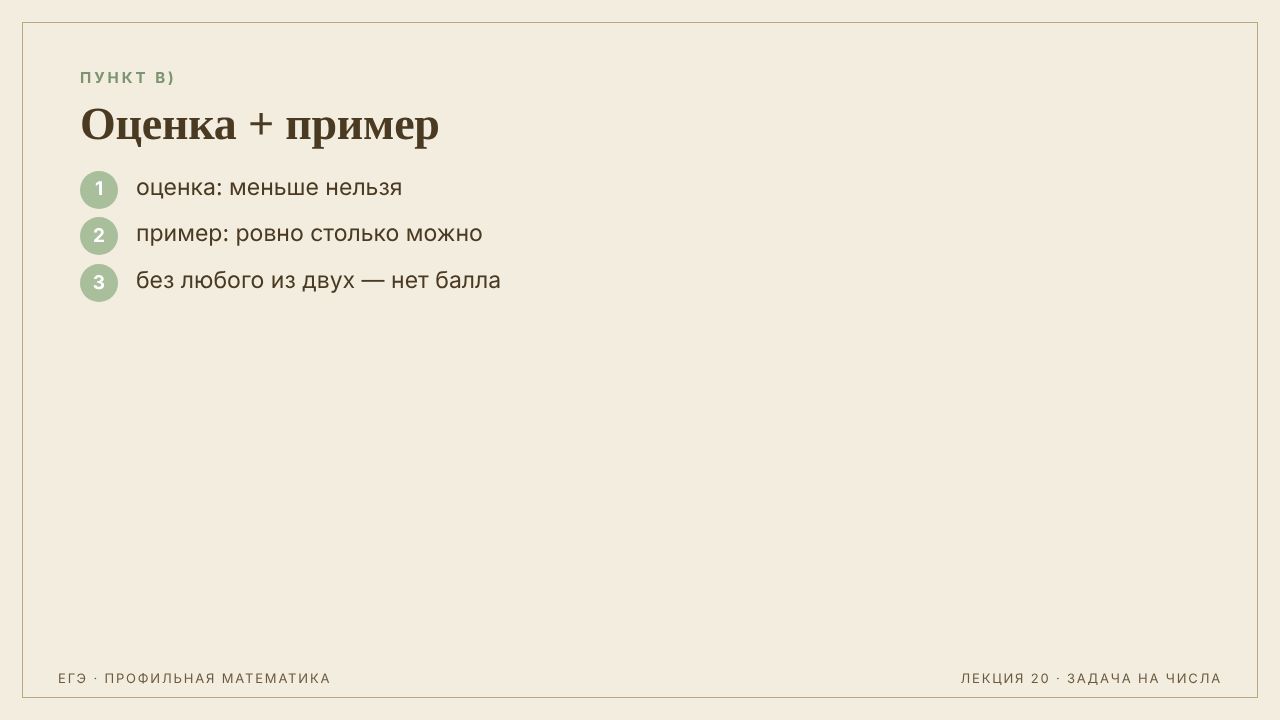 ПУНКТ В)
Оценка + пример
1 оценка: меньше нельзя
2 пример: ровно столько можно
3 без любого из двух — нет балла
ЕГЭ · ПРОФИЛЬНАЯ МАТЕМАТИКА
ЛЕКЦИЯ 20 · ЗАДАЧА НА ЧИСЛА